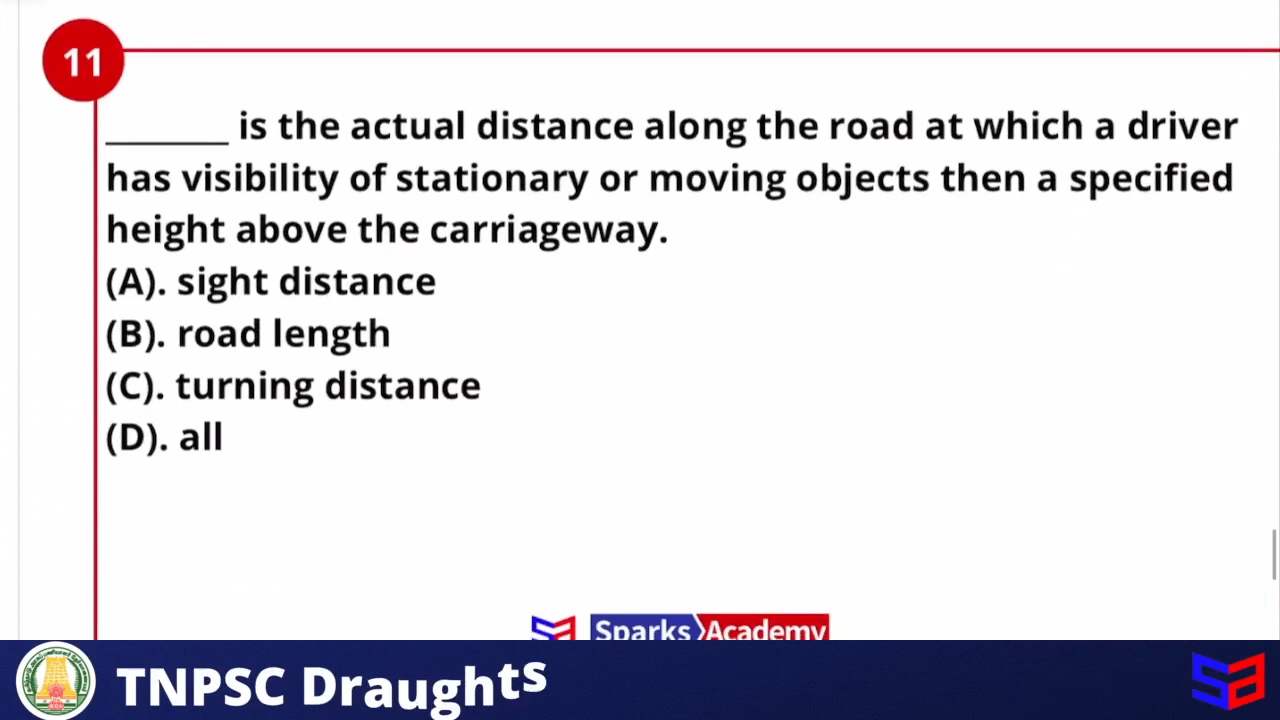 11
________ is the actual distance along the road at which a driver
has visibility of stationary or moving objects then a specified
height above the carriageway.
(A). sight distance
(B). road length
(C). turning distance
(D). all
Sparks Academy
TNPSC Draughts